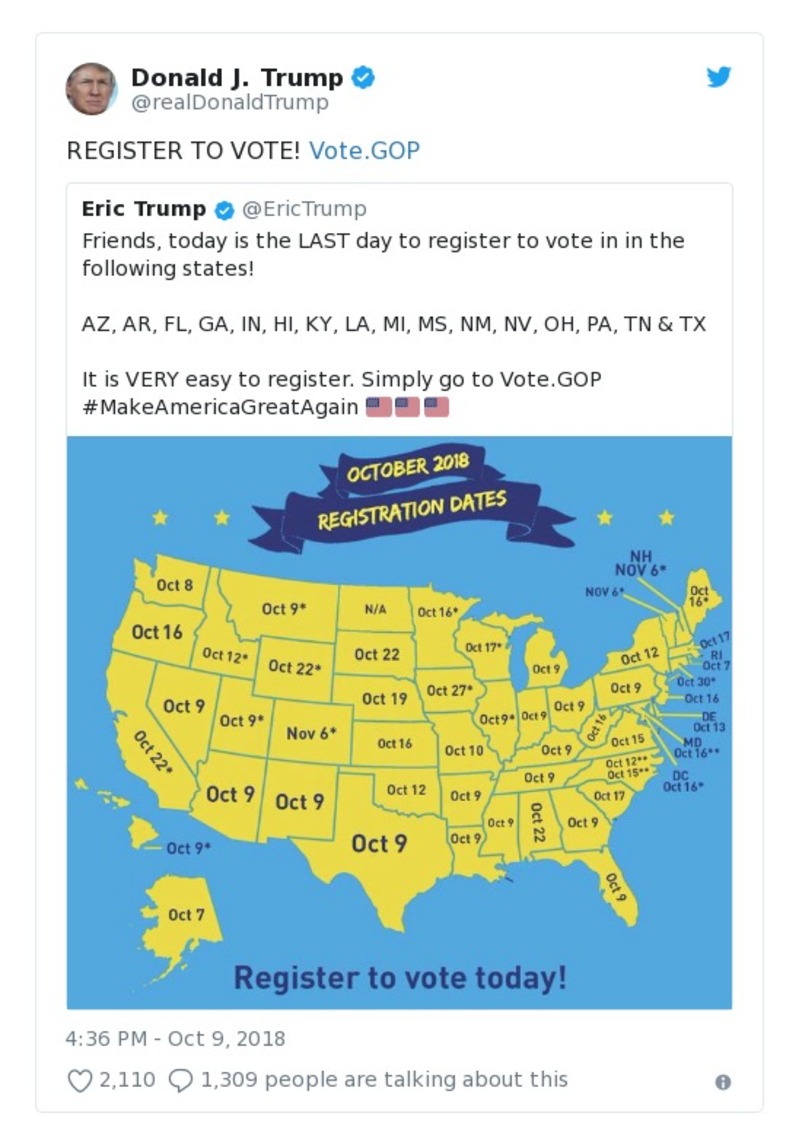 Donald J. Trump
@realDonaldTrump
REGISTER TO VOTE! Vote.GOP
Eric Trump @EricTrump
Friends, today is the LAST day to register to vote in in the
following states!
AZ, AR, FL, GA, IN, HI, KY, LA, MI, MS, NM, NV, OH, PA, TN & TX
It is VERY easy to register. Simply go to Vote.GOP
#MakeAmericaGreatAgain
OCTOBER 2018
REGISTRATION DATES
NH
NOV 6*
NOV 6*
Oct
16*
Oct 8
Oct 9*
N/A
Oct 16*
Oct 16
Oct 12*
Oct 22*
Oct 22
Oct 17*
Oct 9
Oct 12
Oct 17
RI
Oct 7
Oct 30*
Oct 16
DE
Oct 13
MD
Oct 16**
DC
Oct 16*
Oct 9
Oct 9*
Nov 6*
Oct 19
Oct 27*
Oct 9*
Oct 9
Oct 9
Oct 9
Oct 16
Oct 15
Oct 22*
Oct 16
Oct 10
Oct 9
Oct 12**
Oct 15**
Oct 9
Oct 9
Oct 9
Oct 12
Oct 9
Oct 9
Oct 17
Oct 9
Oct 9
Oct 9
Oct 22
Oct 9
Oct 9
Oct 9*
Oct 7
Register to vote today!
4:36 PM - Oct 9, 2018
2,110 1,309 people are talking about this